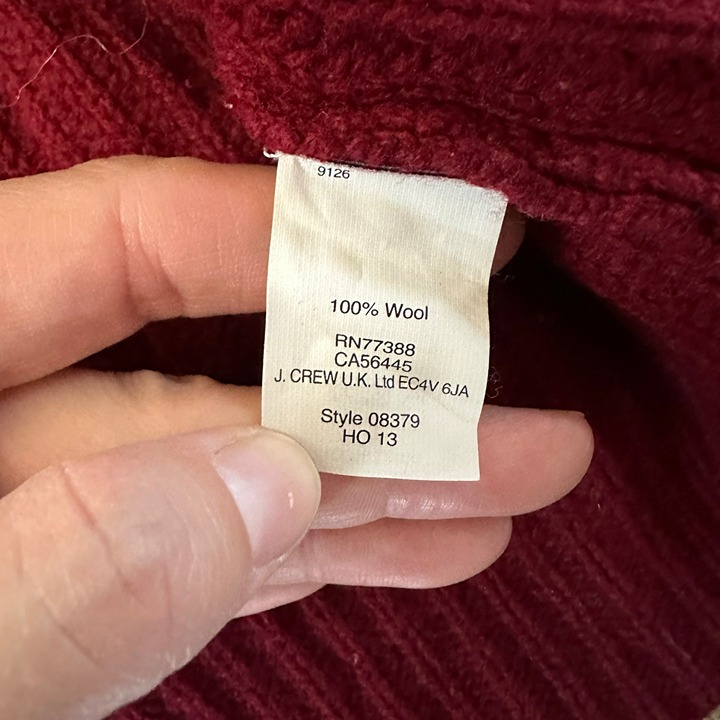 9126
100% Wool
RN77388
CA56445
J. CREW U.K. Ltd EC4V 6JA
Style 08379
HO 13